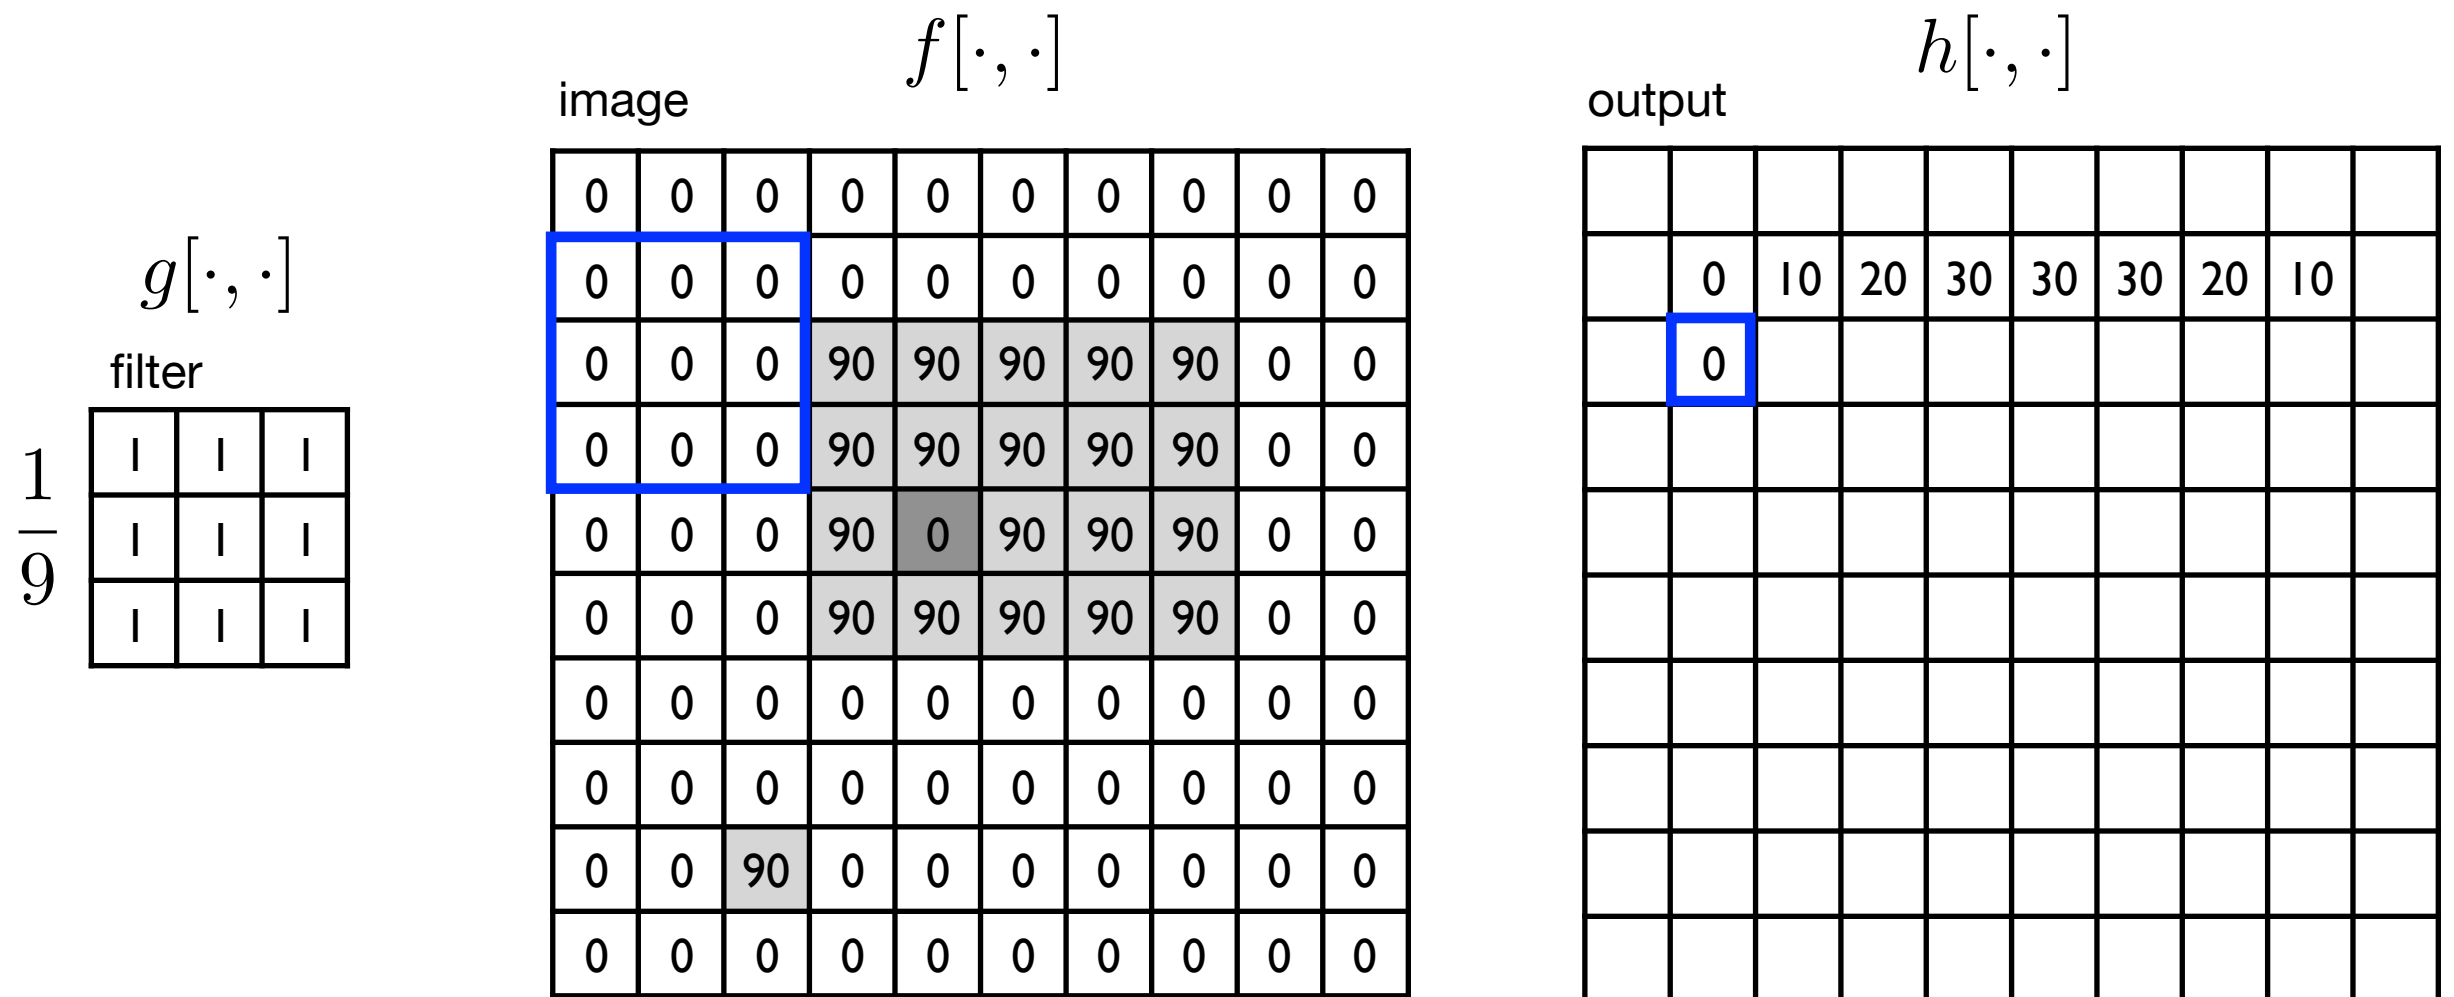 f[·,·]
h[·,·]
image
output
g[·,·]
filter
1/9
1 1 1
1 1 1
1 1 1
0 0 0 0 0 0 0 0 0 0
0 0 0 0 0 0 0 0 0 0
0 0 0 90 90 90 90 90 0 0
0 0 0 90 90 90 90 90 0 0
0 0 0 90 0 90 90 90 0 0
0 0 0 90 90 90 90 90 0 0
0 0 0 0 0 0 0 0 0 0
0 0 0 0 0 0 0 0 0 0
0 0 90 0 0 0 0 0 0 0
0 0 0 0 0 0 0 0 0 0
0 10 20 30 30 30 20 10
0